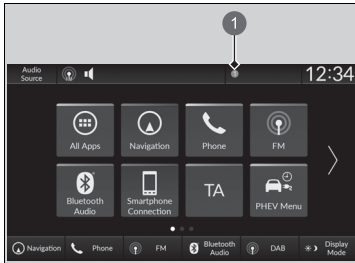 1
Audio
Source
12:34
All Apps
Navigation
Phone
FM
Bluetooth
Audio
Smartphone
Connection
TA
PHEV Menu
Navigation
Phone
FM
Bluetooth
Audio
DAB
Display
Mode